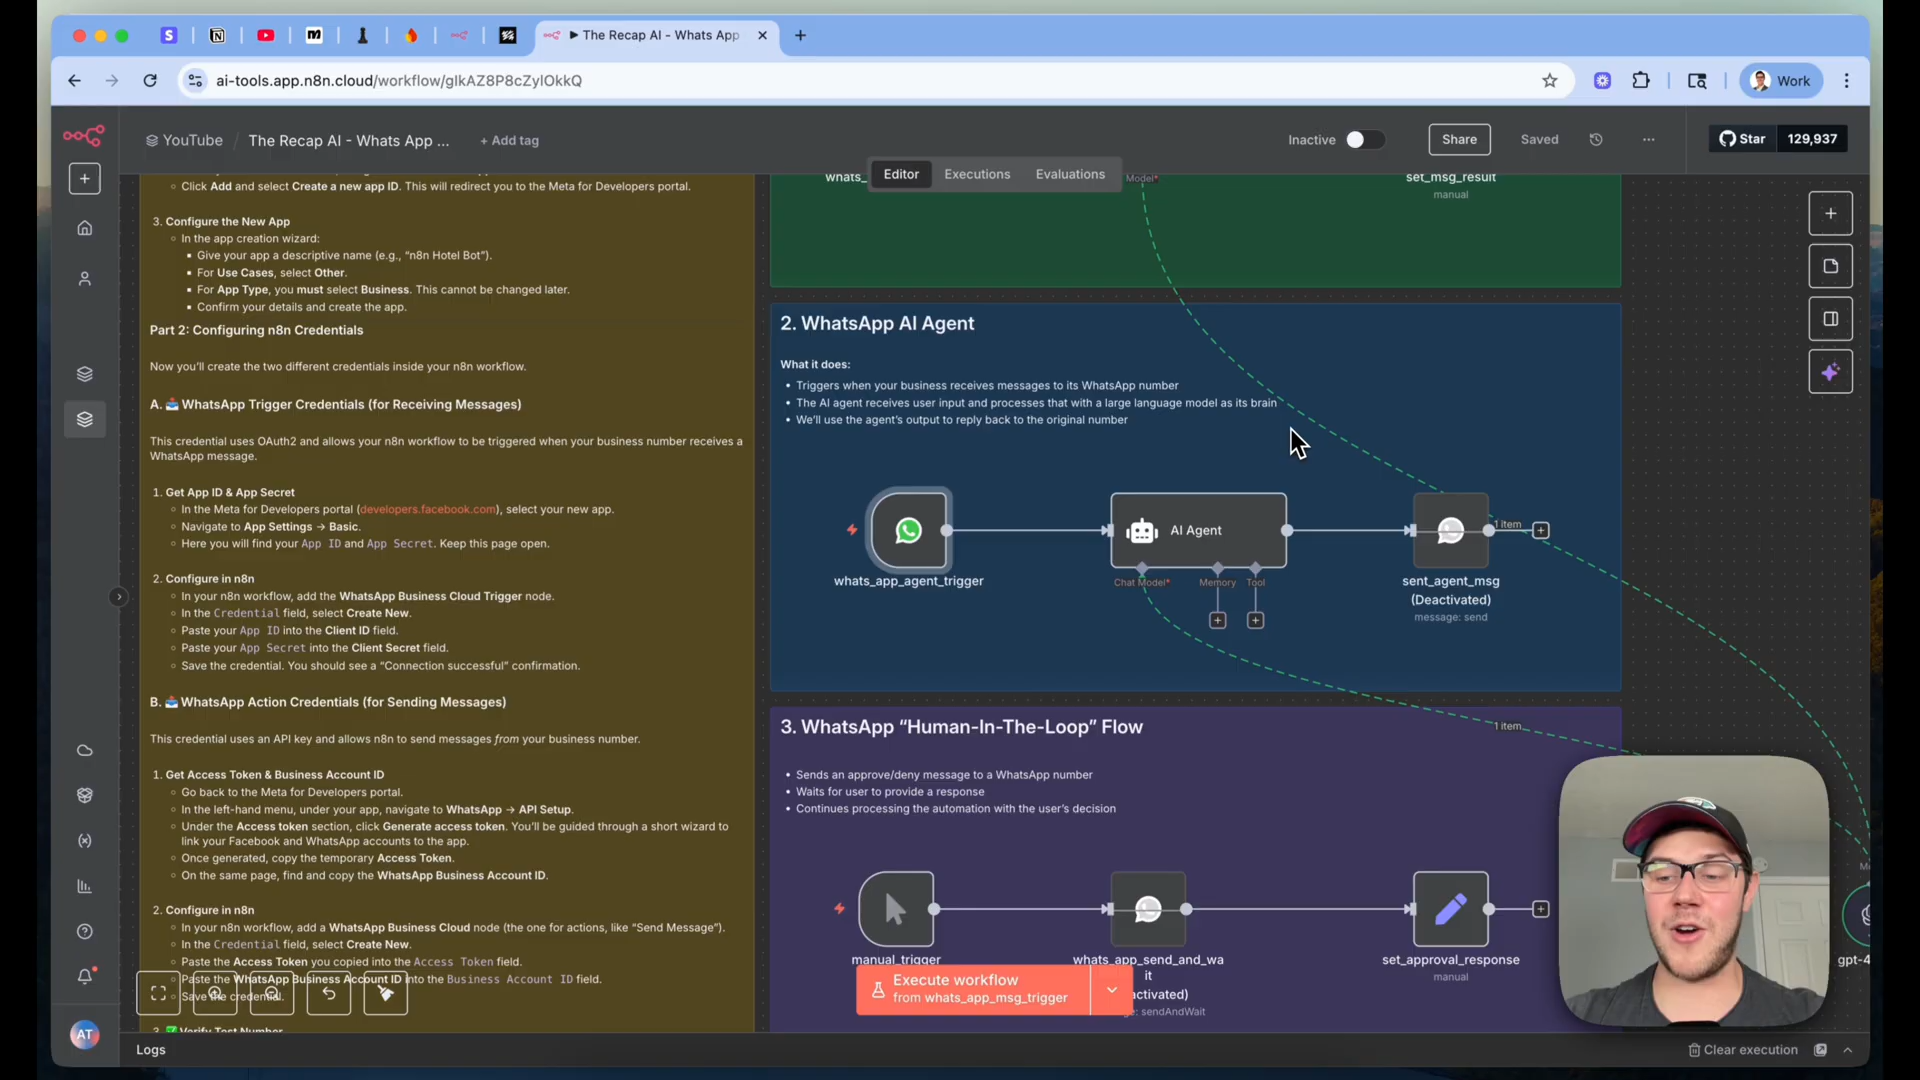 The Recap AI - Whats App
ai-tools.app.n8n.cloud/workflow/gIkAZ8P8cZylOkkQ
Work
YouTube / The Recap AI - Whats App ...
+ Add tag
Inactive
Share
Saved
...
Star
129,937
Editor
Executions
Evaluations
Click Add and select Create a new app ID. This will redirect you to the Meta for Developers portal.
3. Configure the New App
In the app creation wizard:
Give your app a descriptive name (e.g., “n8n Hotel Bot”).
For Use Cases, select Other.
For App Type, you must select Business. This cannot be changed later.
Confirm your details and create the app.
Part 2: Configuring n8n Credentials
Now you’ll create the two different credentials inside your n8n workflow.
A. WhatsApp Trigger Credentials (for Receiving Messages)
This credential uses OAuth2 and allows your n8n workflow to be triggered when your business number receives a
WhatsApp message.
1. Get App ID & App Secret
In the Meta for Developers portal (developers.facebook.com), select your new app.
Navigate to App Settings → Basic.
Here you will find your App ID and App Secret. Keep this page open.
2. Configure in n8n
In your n8n workflow, add the WhatsApp Business Cloud Trigger node.
In the Credential field, select Create New.
Paste your App ID into the Client ID field.
Paste your App Secret into the Client Secret field.
Save the credential. You should see a “Connection successful” confirmation.
B. WhatsApp Action Credentials (for Sending Messages)
This credential uses an API key and allows n8n to send messages from your business number.
1. Get Access Token & Business Account ID
Go back to the Meta for Developers portal.
In the left-hand menu, under your app, navigate to WhatsApp → API Setup.
Under the Access token section, click Generate access token. You’ll be guided through a short wizard to
link your Facebook and WhatsApp accounts to the app.
Once generated, copy the temporary Access Token.
On the same page, find and copy the WhatsApp Business Account ID.
2. Configure in n8n
In your n8n workflow, add a WhatsApp Business Cloud node (the one for actions, like “Send Message”).
In the Credential field, select Create New.
Paste the Access Token you copied into the Access Token field.
Paste the WhatsApp Business Account ID into the Business Account ID field.
Save the credential.
3. Verify Test Number
whats_
Model*
set_msg_result
manual
2. WhatsApp AI Agent
What it does:
Triggers when your business receives messages to its WhatsApp number
The AI agent receives user input and processes that with a large language model as its brain
We’ll use the agent’s output to reply back to the original number
whats_app_agent_trigger
AI Agent
Chat Model*
Memory
Tool
1 item
sent_agent_msg
(Deactivated)
message: send
3. WhatsApp “Human-In-The-Loop” Flow
1 item
Sends an approve/deny message to a WhatsApp number
Waits for user to provide a response
Continues processing the automation with the user’s decision
manual_trigger
whats_app_send_and_wa
it
activated)
: sendAndWait
set_approval_response
manual
gpt-4
Execute workflow
from whats_app_msg_trigger
AT
Logs
Clear execution